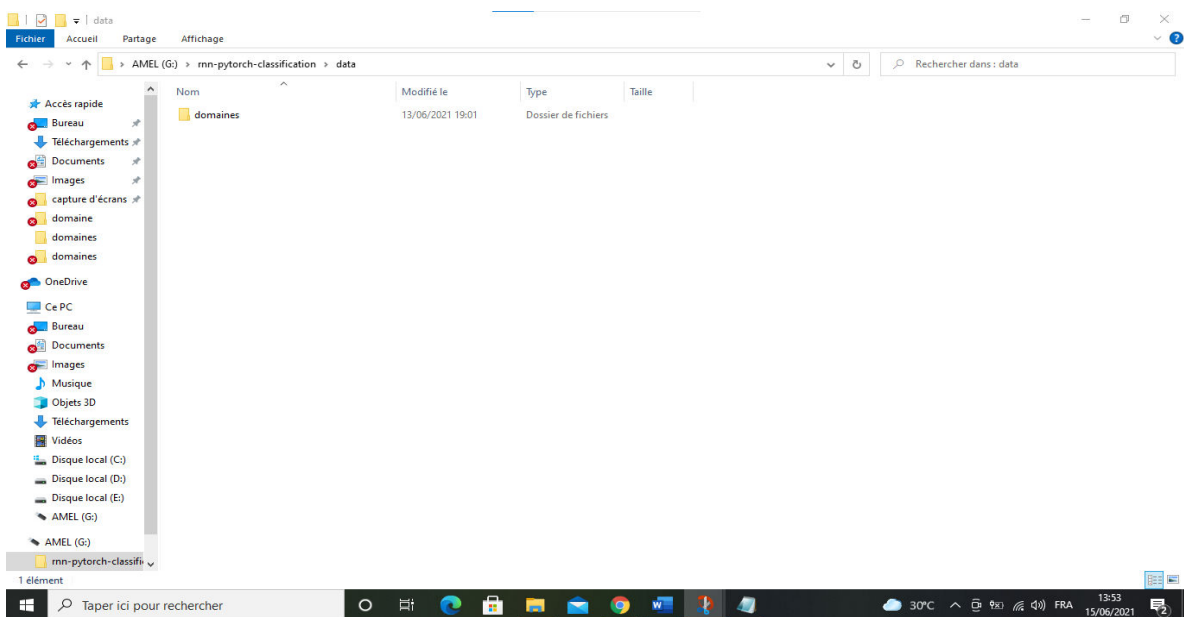 data
Fichier Accueil Partage Affichage
AMEL (G:) › rnn-pytorch-classification › data
Rechercher dans : data
Nom Modifié le Type Taille
domaines 13/06/2021 19:01 Dossier de fichiers
Accès rapide
Bureau
Téléchargements
Documents
Images
capture d'écrans
domaine
domaines
domaines
OneDrive
Ce PC
Bureau
Documents
Images
Musique
Objets 3D
Téléchargements
Vidéos
Disque local (C:)
Disque local (D:)
Disque local (E:)
AMEL (G:)
AMEL (G:)
rnn-pytorch-classifi
1 élément
Taper ici pour rechercher
30°C FRA 13:53
15/06/2021
2